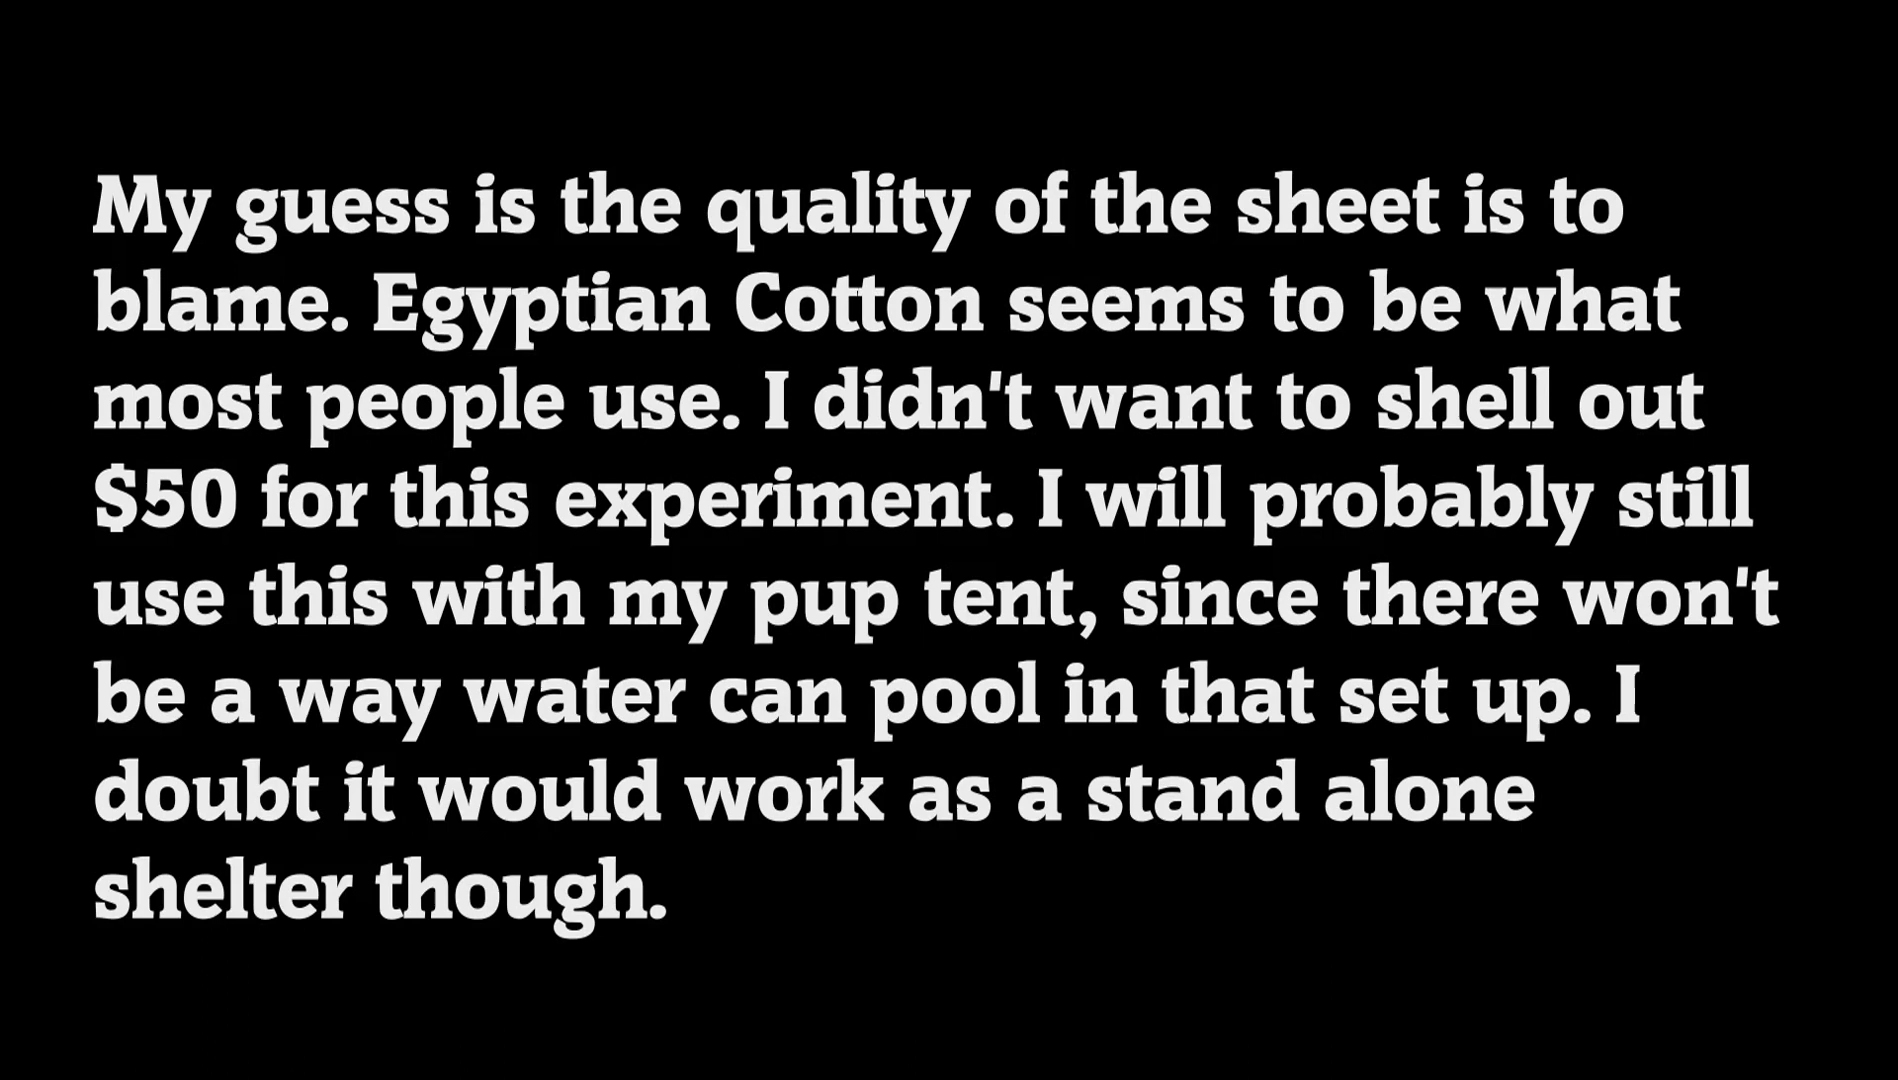 My guess is the quality of the sheet is to
blame. Egyptian Cotton seems to be what
most people use. I didn't want to shell out
$50 for this experiment. I will probably still
use this with my pup tent, since there won't
be a way water can pool in that set up. I
doubt it would work as a stand alone
shelter though.